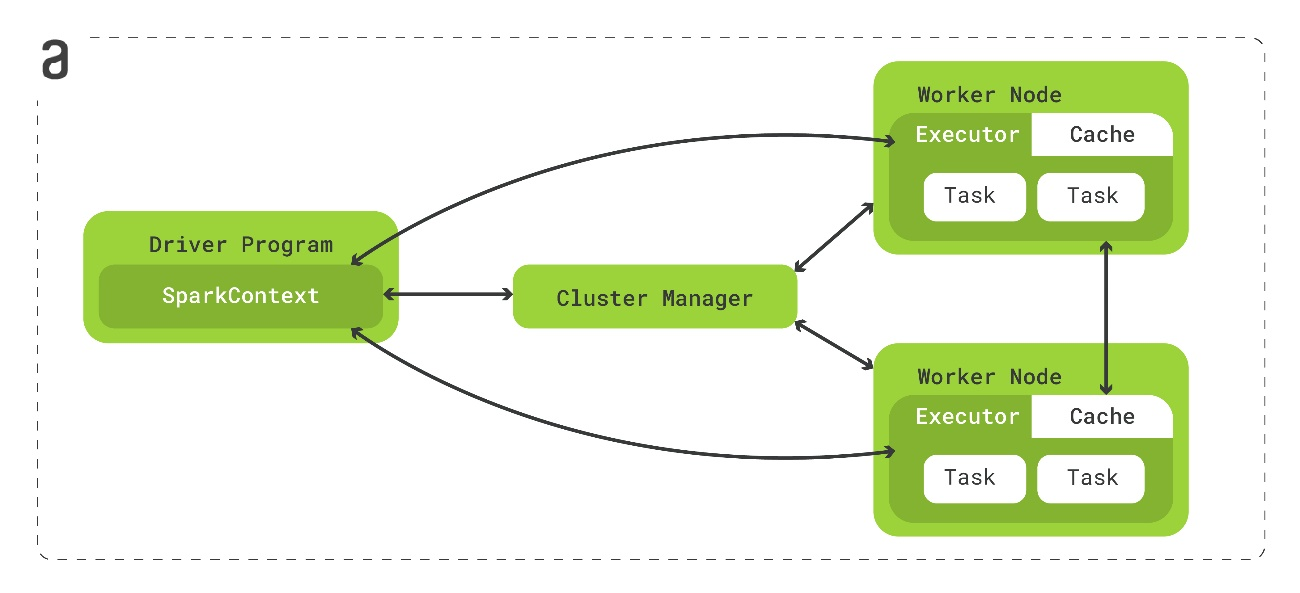 a
Driver Program
SparkContext
Cluster Manager
Worker Node
Executor
Cache
Task
Task
Worker Node
Executor
Cache
Task
Task